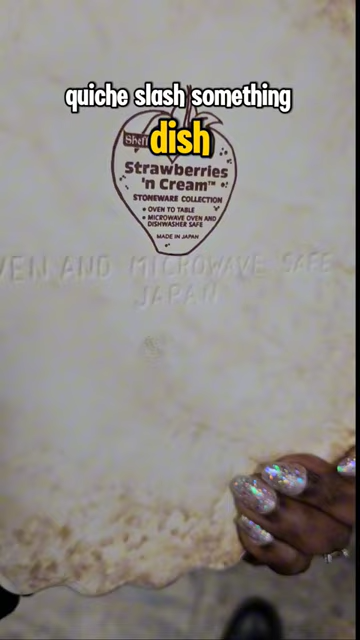 quiche slash something
dish
Strawberries
'n Cream™
STONEWARE COLLECTION
• OVEN TO TABLE
• MICROWAVE OVEN AND
DISHWASHER SAFE
MADE IN JAPAN
OVEN AND MICROWAVE SAFE
JAPAN